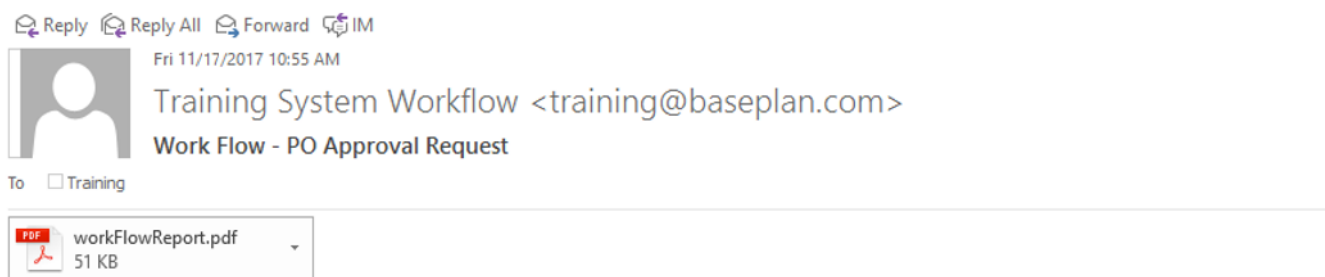 Reply Reply All Forward IM
Fri 11/17/2017 10:55 AM
Training System Workflow <training@baseplan.com>
Work Flow - PO Approval Request
To Training
PDF workFlowReport.pdf
51 KB